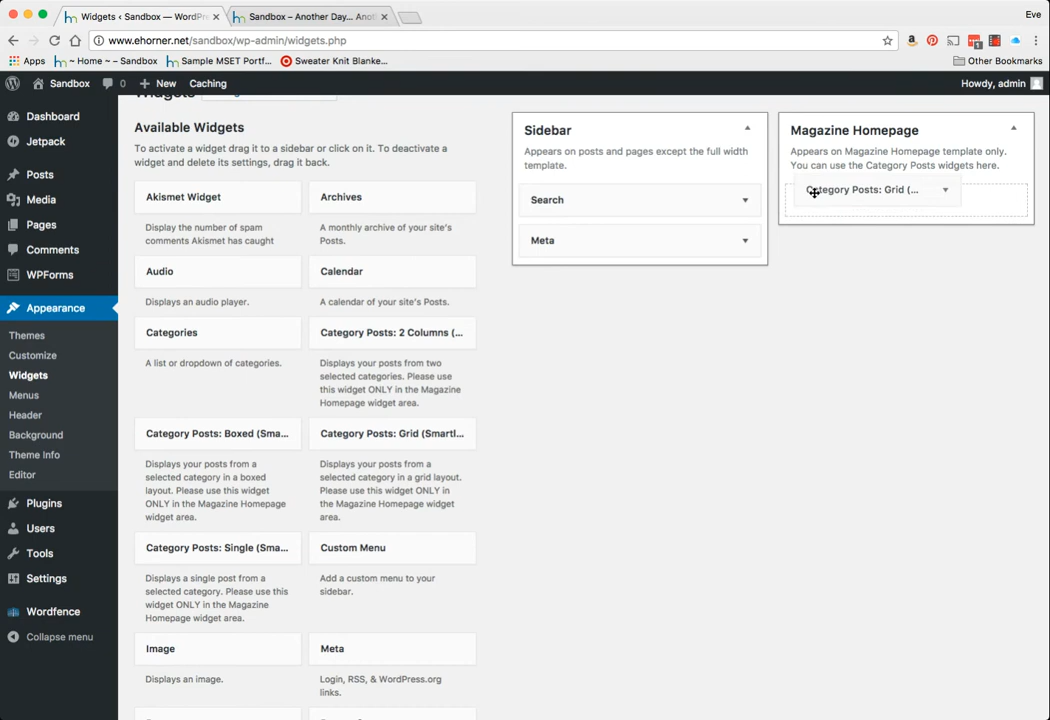 Widgets ‹ Sandbox — WordPre
Sandbox – Another Day... Anot
Eve
www.ehorner.net/sandbox/wp-admin/widgets.php
Apps
~ Home ~ – Sandbox
Sample MSET Portf...
Sweater Knit Blanke...
Other Bookmarks
Sandbox
0
New
Caching
Howdy, admin
Dashboard
Jetpack
Posts
Media
Pages
Comments
WPForms
Appearance
Themes
Customize
Widgets
Menus
Header
Background
Theme Info
Editor
Plugins
Users
Tools
Settings
Wordfence
Collapse menu
Widgets
Available Widgets
To activate a widget drag it to a sidebar or click on it. To deactivate a
widget and delete its settings, drag it back.
Akismet Widget
Display the number of spam
comments Akismet has caught
Archives
A monthly archive of your site's
Posts.
Audio
Displays an audio player.
Calendar
A calendar of your site's Posts.
Categories
A list or dropdown of categories.
Category Posts: 2 Columns (...
Displays your posts from two
selected categories. Please use
this widget ONLY in the Magazine
Homepage widget area.
Category Posts: Boxed (Sma...
Displays your posts from a
selected category in a boxed
layout. Please use this widget
ONLY in the Magazine Homepage
widget area.
Category Posts: Grid (Smartl...
Displays your posts from a
selected category in a grid layout.
Please use this widget ONLY in
the Magazine Homepage widget
area.
Category Posts: Single (Sma...
Displays a single post from a
selected category. Please use this
widget ONLY in the Magazine
Homepage widget area.
Custom Menu
Add a custom menu to your
sidebar.
Image
Displays an image.
Meta
Login, RSS, & WordPress.org
links.
Sidebar
Appears on posts and pages except the full width
template.
Search
Meta
Magazine Homepage
Appears on Magazine Homepage template only.
You can use the Category Posts widgets here.
Category Posts: Grid (...